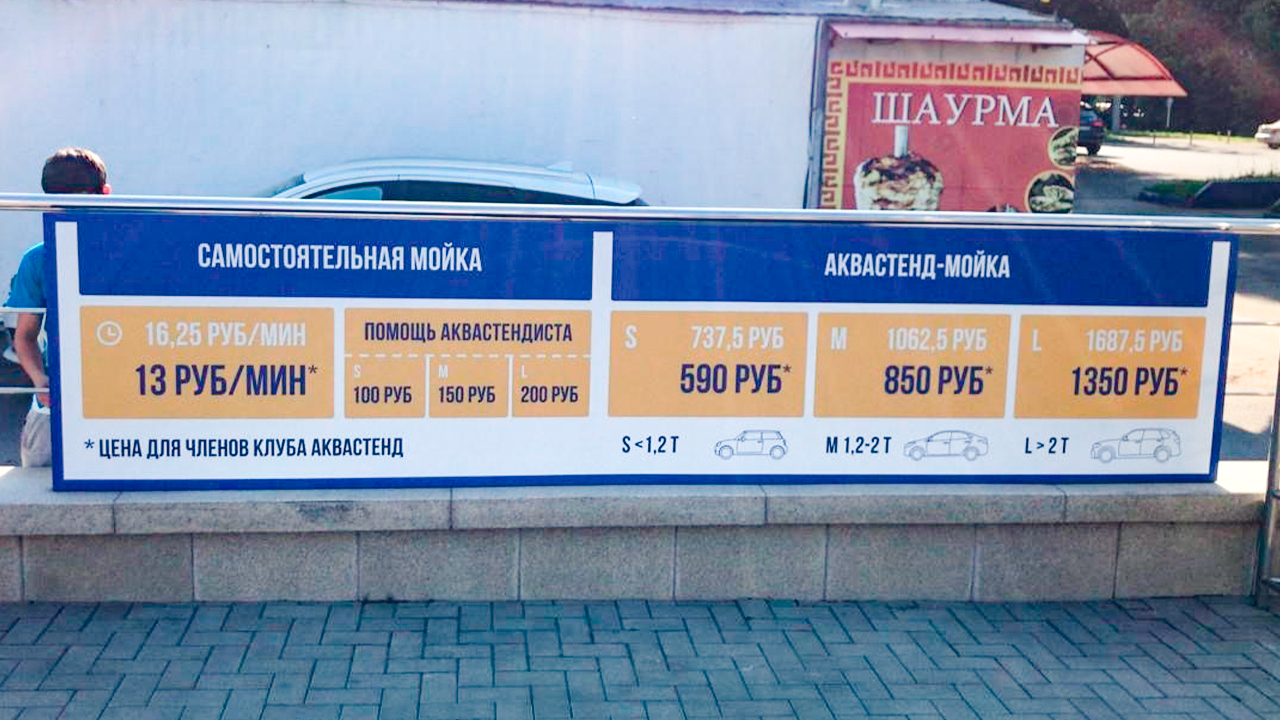 ШАУРМА
САМОСТОЯТЕЛЬНАЯ МОЙКА
16,25 РУБ/МИН
13 РУБ/МИН*
ПОМОЩЬ АКВАСТЕНДИСТА
S
100 РУБ
M
150 РУБ
L
200 РУБ
* ЦЕНА ДЛЯ ЧЛЕНОВ КЛУБА АКВАСТЕНД
АКВАСТЕНД-МОЙКА
S 737,5 РУБ
590 РУБ*
M 1062,5 РУБ
850 РУБ*
L 1687,5 РУБ
1350 РУБ*
S < 1,2 Т
M 1,2-2 Т
L > 2 Т